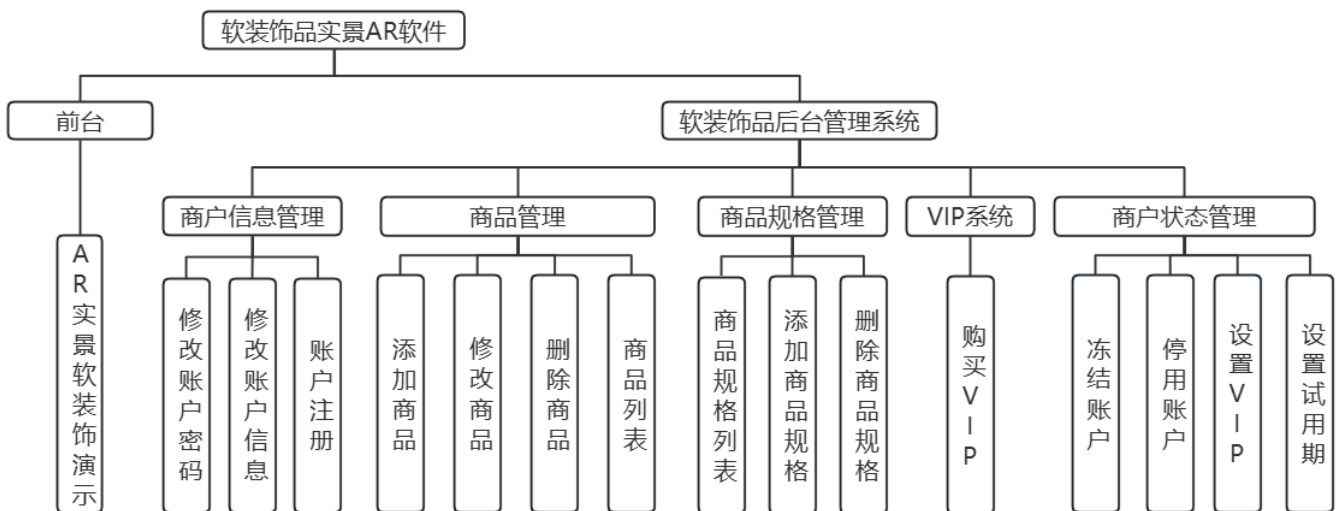 软装饰品实景AR软件
前台
软装饰品后台管理系统
商户信息管理
商品管理
商品规格管理
VIP系统
商户状态管理
AR实景软装饰演示
修改账户密码
修改账户信息
账户注册
添加商品
修改商品
删除商品
商品列表
商品规格列表
添加商品规格
删除商品规格
购买VIP
冻结账户
停用账户
设置VIP
设置试用期